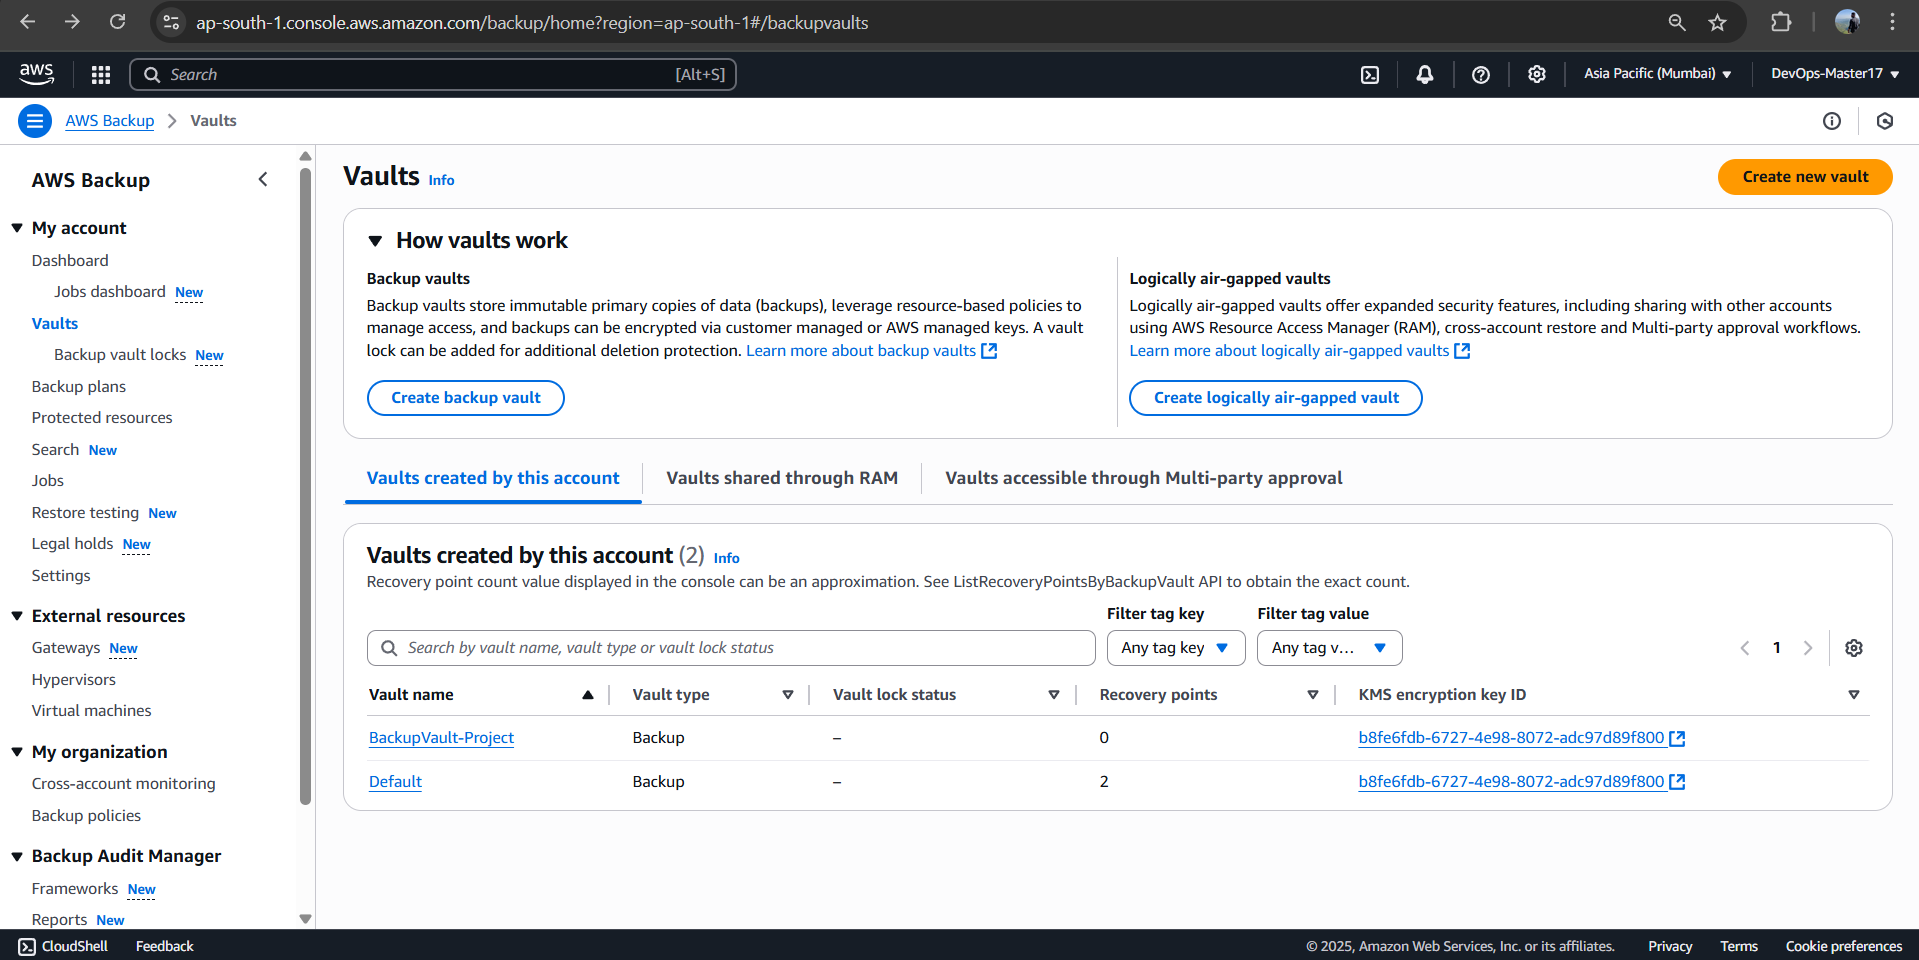 ap-south-1.console.aws.amazon.com/backup/home?region=ap-south-1#/backupvaults
aws
Search
[Alt+S]
Asia Pacific (Mumbai)
DevOps-Master17
AWS Backup
Vaults
AWS Backup
My account
Dashboard
Jobs dashboard New
Vaults
Backup vault locks New
Backup plans
Protected resources
Search New
Jobs
Restore testing New
Legal holds New
Settings
External resources
Gateways New
Hypervisors
Virtual machines
My organization
Cross-account monitoring
Backup policies
Backup Audit Manager
Frameworks New
Reports New
Vaults Info
Create new vault
How vaults work
Backup vaults
Backup vaults store immutable primary copies of data (backups), leverage resource-based policies to
manage access, and backups can be encrypted via customer managed or AWS managed keys. A vault
lock can be added for additional deletion protection. Learn more about backup vaults
Create backup vault
Logically air-gapped vaults
Logically air-gapped vaults offer expanded security features, including sharing with other accounts
using AWS Resource Access Manager (RAM), cross-account restore and Multi-party approval workflows.
Learn more about logically air-gapped vaults
Create logically air-gapped vault
Vaults created by this account
Vaults shared through RAM
Vaults accessible through Multi-party approval
Vaults created by this account (2) Info
Recovery point count value displayed in the console can be an approximation. See ListRecoveryPointsByBackupVault API to obtain the exact count.
Filter tag key
Filter tag value
Search by vault name, vault type or vault lock status
Any tag key
Any tag v...
1
Vault name
Vault type
Vault lock status
Recovery points
KMS encryption key ID
BackupVault-Project
Backup
–
0
b8fe6fdb-6727-4e98-8072-adc97d89f800
Default
Backup
–
2
b8fe6fdb-6727-4e98-8072-adc97d89f800
CloudShell
Feedback
© 2025, Amazon Web Services, Inc. or its affiliates.
Privacy
Terms
Cookie preferences